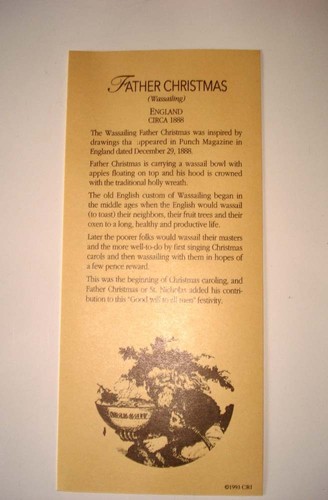 FATHER CHRISTMAS
(Wassailing)
ENGLAND
CIRCA 1888
The Wassailing Father Christmas was inspired by
drawings tha appeared in Punch Magazine in
England dated December 29, 1888.
Father Christmas is carrying a wassail bowl with
apples floating on top and his hood is crowned
with the traditional holly wreath.
The old English custom of Wassailing began in
the middle ages when the English would wassail
(to toast) their neighbors, their fruit trees and their
oxen to a long, healthy and productive life.
Later the poorer folks would wassail their masters
and the more well-to-do by first singing Christmas
carols and then wassailing with them in hopes of
a few pence reward.
This was the beginning of Christmas caroling, and
Father Christmas or St. Nicholas added his contri-
bution to this "Good will to all men" festivity.